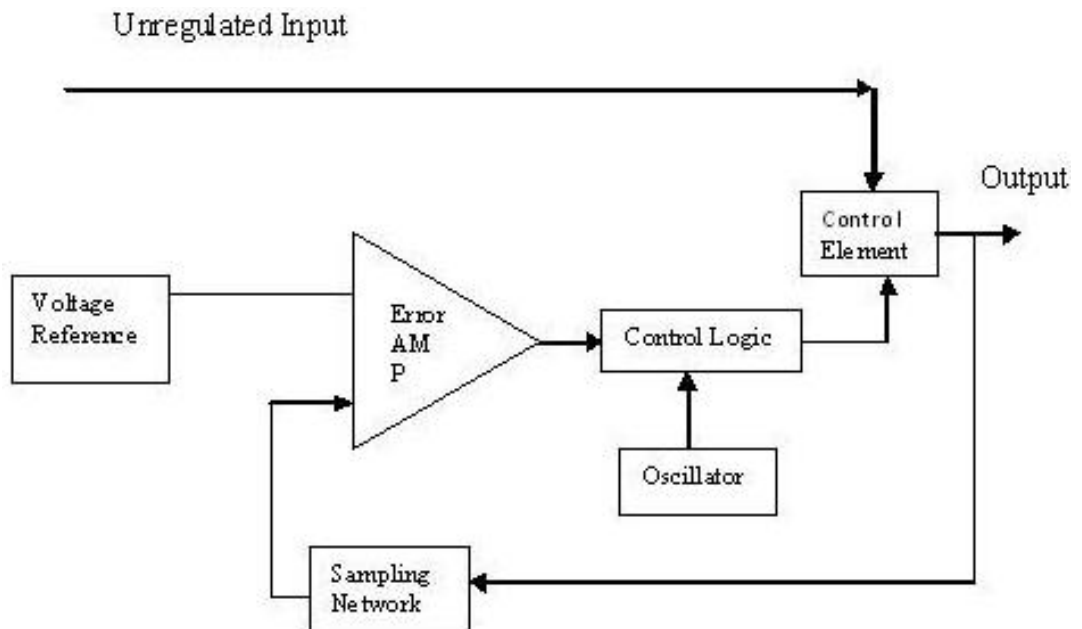 Unregulated Input
Output
Control
Element
Voltage
Reference
Error
AM
P
Control Logic
Oscillator
Sampling
Network